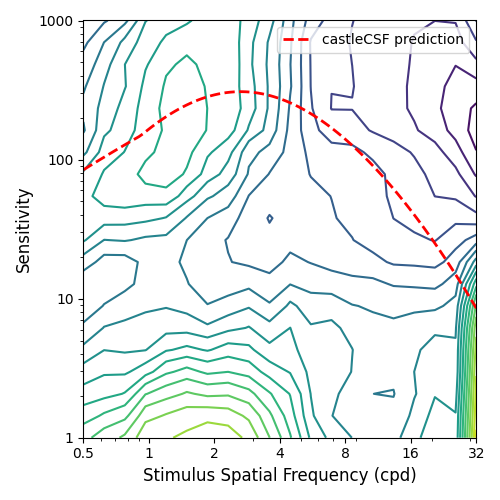 1000
castleCSF prediction
100
10
1
Sensitivity
0.5 1 2 4 8 16 32
Stimulus Spatial Frequency (cpd)